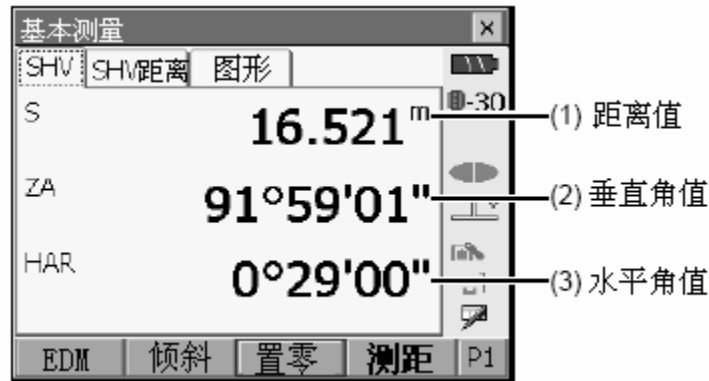 基本测量 ×
SHV SHV距离 图形
S 16.521 m
-30
(1) 距离值
ZA 91°59'01"
(2) 垂直角值
HAR 0°29'00"
(3) 水平角值
EDM 倾斜 置零 测距 P1